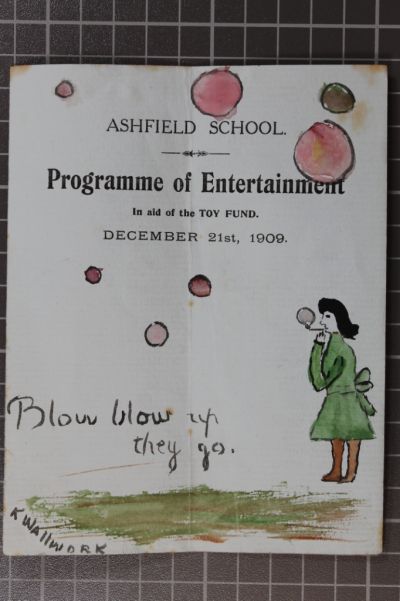 ASHFIELD SCHOOL.
Programme of Entertainment
In aid of the TOY FUND.
DECEMBER 21st, 1909.
Blow blow up
they go.
K WAllWORK